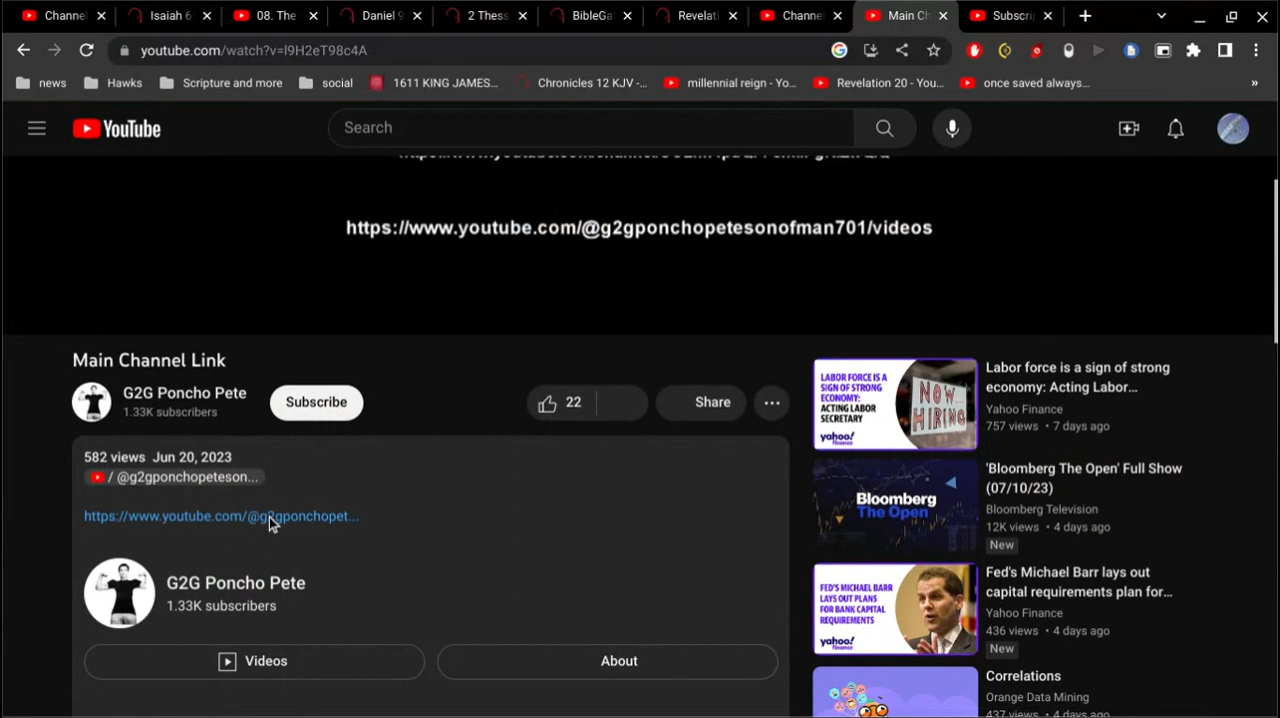 Channel
Isaiah 6
08. The
Daniel 9
2 Thess
BibleGa
Revelati
Channel
Main Ch
Subscri
youtube.com/watch?v=I9H2eT98c4A
news
Hawks
Scripture and more
social
1611 KING JAMES...
Chronicles 12 KJV -...
millennial reign - Yo...
Revelation 20 - You...
once saved always...
YouTube
Search
https://www.youtube.com/@g2gponchopetesonofman701/videos
Main Channel Link
G2G Poncho Pete
1.33K subscribers
Subscribe
22
Share
582 views Jun 20, 2023
/ @g2gponchopeteson...
https://www.youtube.com/@g2gponchopet...
G2G Poncho Pete
1.33K subscribers
Videos
About
LABOR FORCE IS A
SIGN OF STRONG
ECONOMY:
ACTING LABOR
SECRETARY
NOW
HIRING
yahoo!
finance
Labor force is a sign of strong
economy: Acting Labor...
Yahoo Finance
757 views • 7 days ago
Bloomberg
The Open
'Bloomberg The Open' Full Show
(07/10/23)
Bloomberg Television
12K views • 4 days ago
New
FED'S MICHAEL BARR
LAYS OUT PLANS
FOR BANK CAPITAL
REQUIREMENTS
yahoo!
finance
Fed's Michael Barr lays out
capital requirements plan for...
Yahoo Finance
436 views • 4 days ago
New
Correlations
Orange Data Mining
437 views • 4 days ago